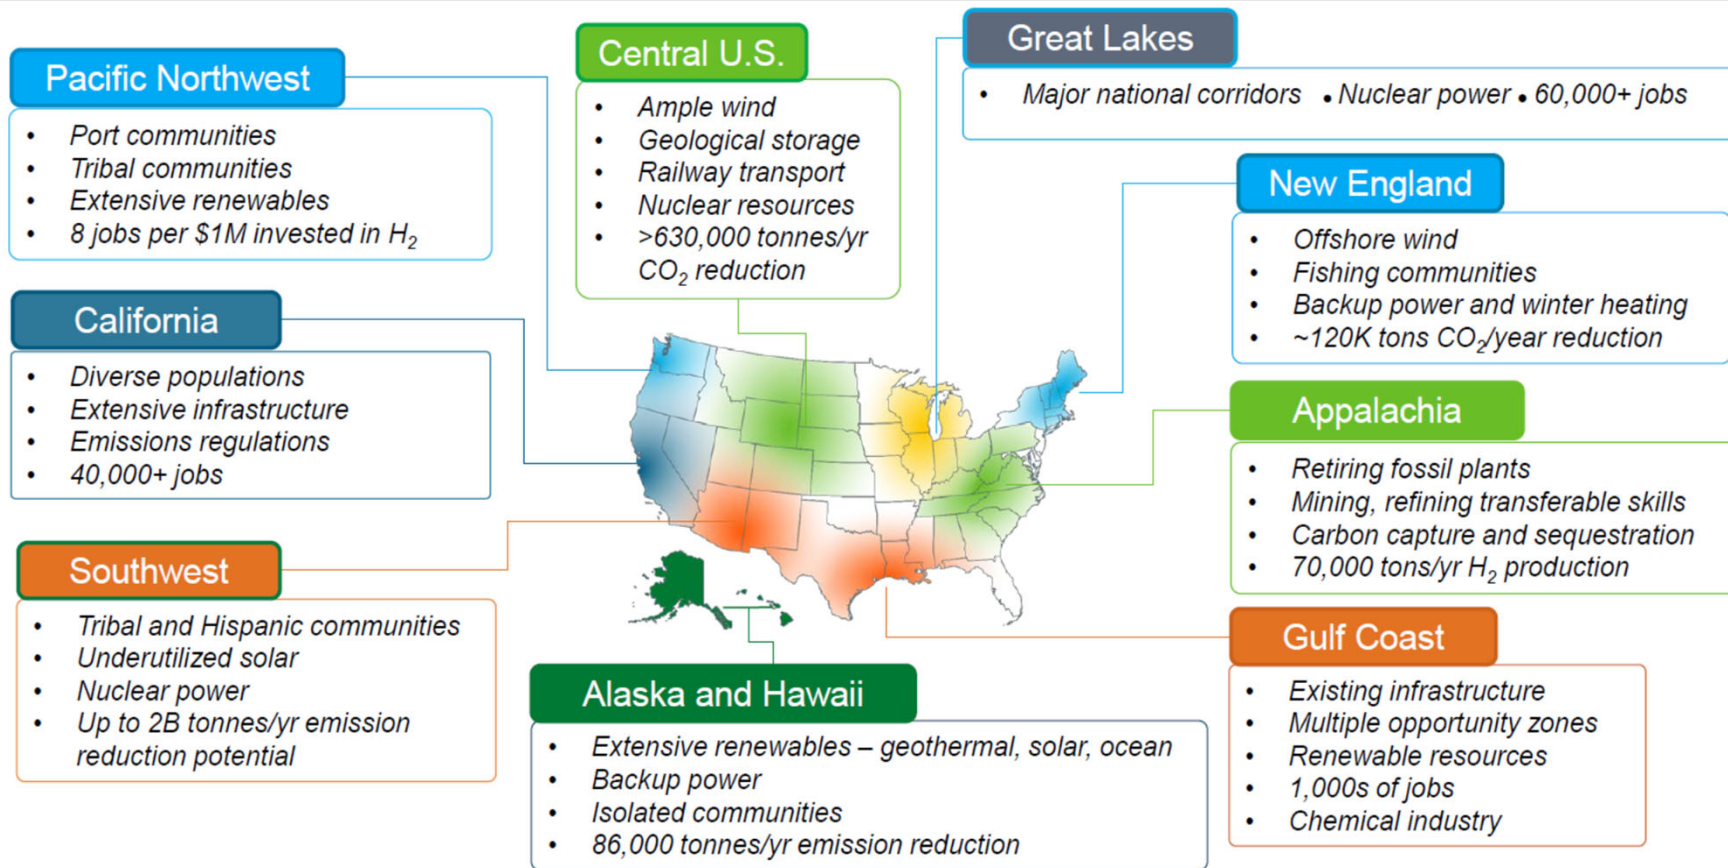 Pacific Northwest
• Port communities
• Tribal communities
• Extensive renewables
• 8 jobs per $1M invested in H₂
Central U.S.
• Ample wind
• Geological storage
• Railway transport
• Nuclear resources
• >630,000 tonnes/yr
CO₂ reduction
Great Lakes
• Major national corridors • Nuclear power • 60,000+ jobs
New England
• Offshore wind
• Fishing communities
• Backup power and winter heating
• ~120K tons CO₂/year reduction
California
• Diverse populations
• Extensive infrastructure
• Emissions regulations
• 40,000+ jobs
Appalachia
• Retiring fossil plants
• Mining, refining transferable skills
• Carbon capture and sequestration
• 70,000 tons/yr H₂ production
Southwest
• Tribal and Hispanic communities
• Underutilized solar
• Nuclear power
• Up to 2B tonnes/yr emission
reduction potential
Alaska and Hawaii
• Extensive renewables – geothermal, solar, ocean
• Backup power
• Isolated communities
• 86,000 tonnes/yr emission reduction
Gulf Coast
• Existing infrastructure
• Multiple opportunity zones
• Renewable resources
• 1,000s of jobs
• Chemical industry